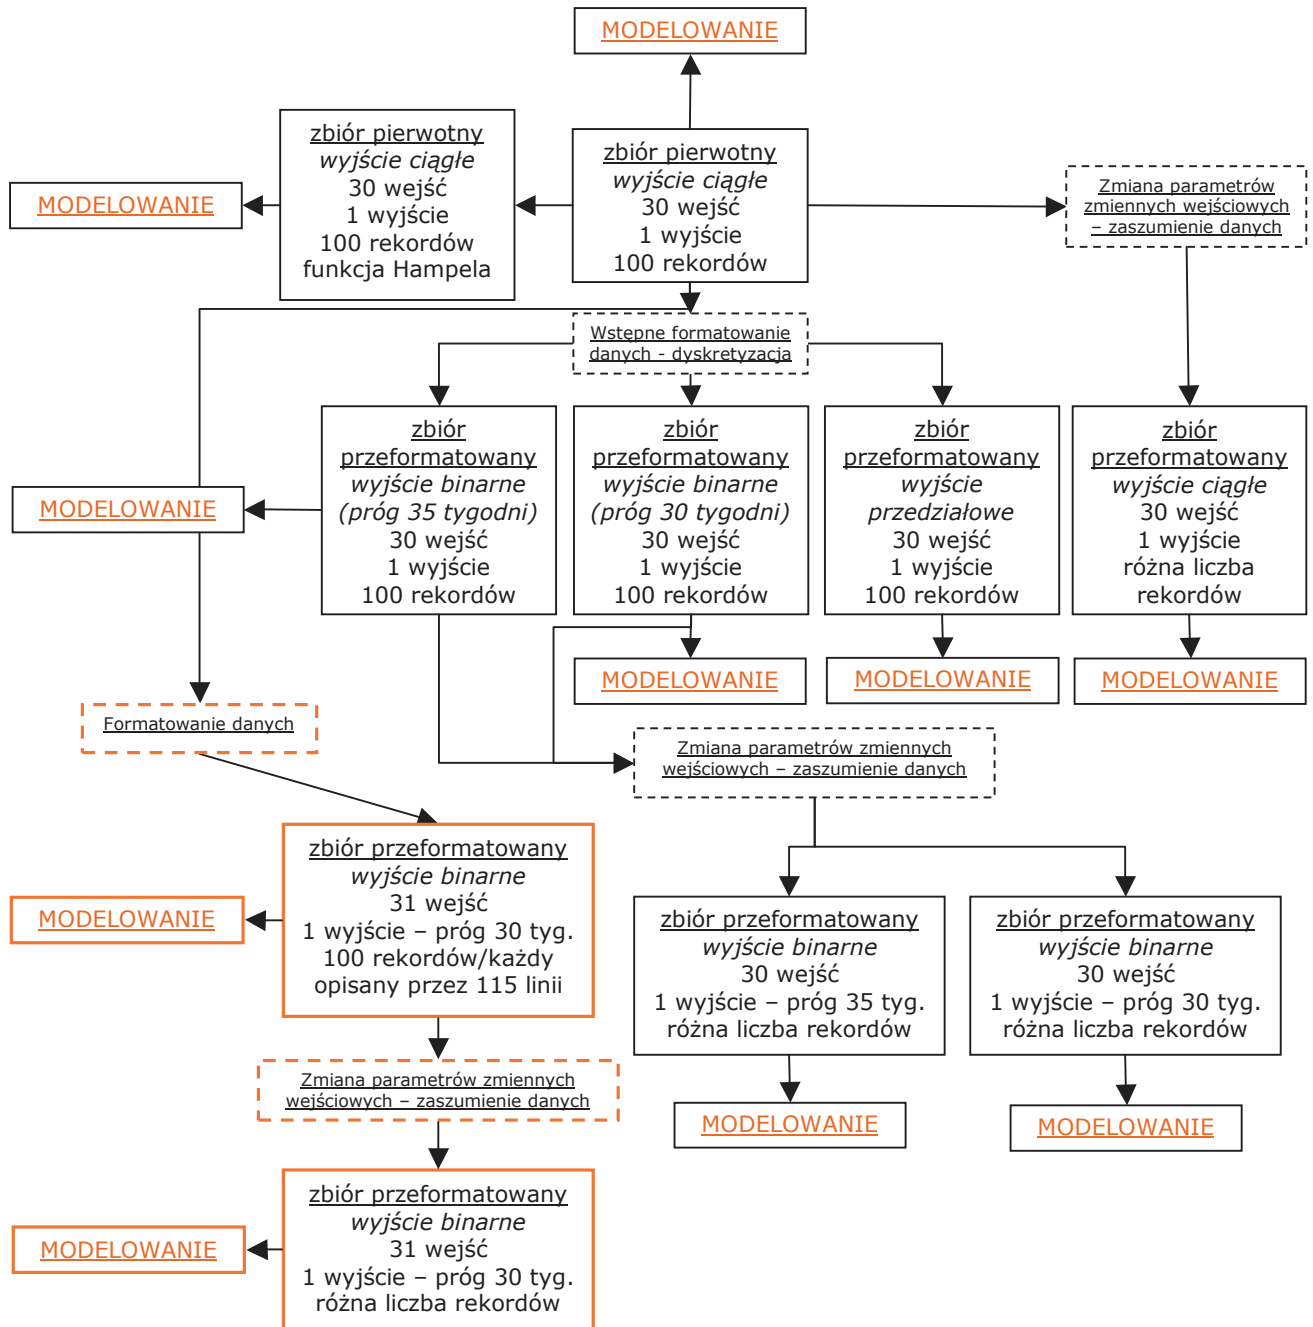 MODELOWANIE
zbiór pierwotny
wyjście ciągłe
30 wejść
1 wyjście
100 rekordów
funkcja Hampela
zbiór pierwotny
wyjście ciągłe
30 wejść
1 wyjście
100 rekordów
Zmiana parametrów
zmiennych wejściowych
– zaszumienie danych
MODELOWANIE
Wstępne formatowanie
danych - dyskretyzacja
zbiór
przeformatowany
wyjście binarne
(próg 35 tygodni)
30 wejść
1 wyjście
100 rekordów
zbiór
przeformatowany
wyjście binarne
(próg 30 tygodni)
30 wejść
1 wyjście
100 rekordów
zbiór
przeformatowany
wyjście
przedziałowe
30 wejść
1 wyjście
100 rekordów
zbiór
przeformatowany
wyjście ciągłe
30 wejść
1 wyjście
różna liczba
rekordów
MODELOWANIE
MODELOWANIE
MODELOWANIE
MODELOWANIE
Formatowanie danych
Zmiana parametrów zmiennych
wejściowych – zaszumienie danych
zbiór przeformatowany
wyjście binarne
31 wejść
1 wyjście – próg 30 tyg.
100 rekordów/każdy
opisany przez 115 linii
MODELOWANIE
zbiór przeformatowany
wyjście binarne
30 wejść
1 wyjście – próg 35 tyg.
różna liczba rekordów
zbiór przeformatowany
wyjście binarne
30 wejść
1 wyjście – próg 30 tyg.
różna liczba rekordów
Zmiana parametrów zmiennych
wejściowych – zaszumienie danych
MODELOWANIE
MODELOWANIE
zbiór przeformatowany
wyjście binarne
31 wejść
1 wyjście – próg 30 tyg.
różna liczba rekordów
MODELOWANIE